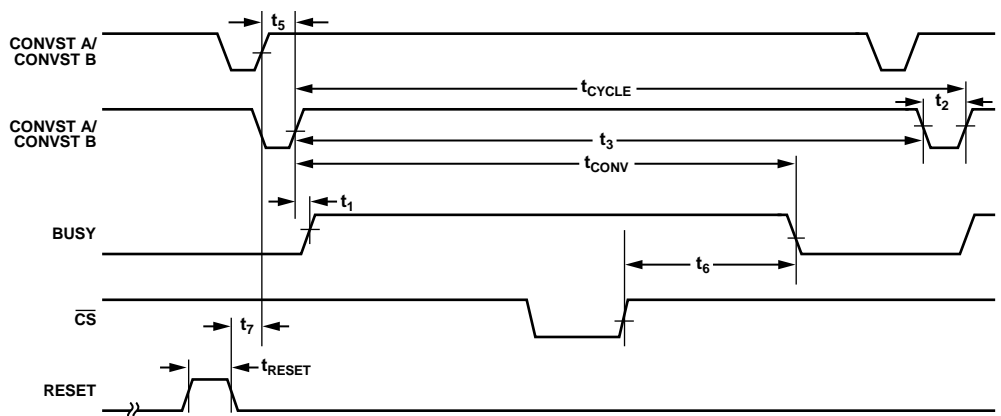 t5
CONVST A/
CONVST B
tCYCLE
t2
CONVST A/
CONVST B
t3
tCONV
t1
BUSY
t6
CS
t7
tRESET
RESET